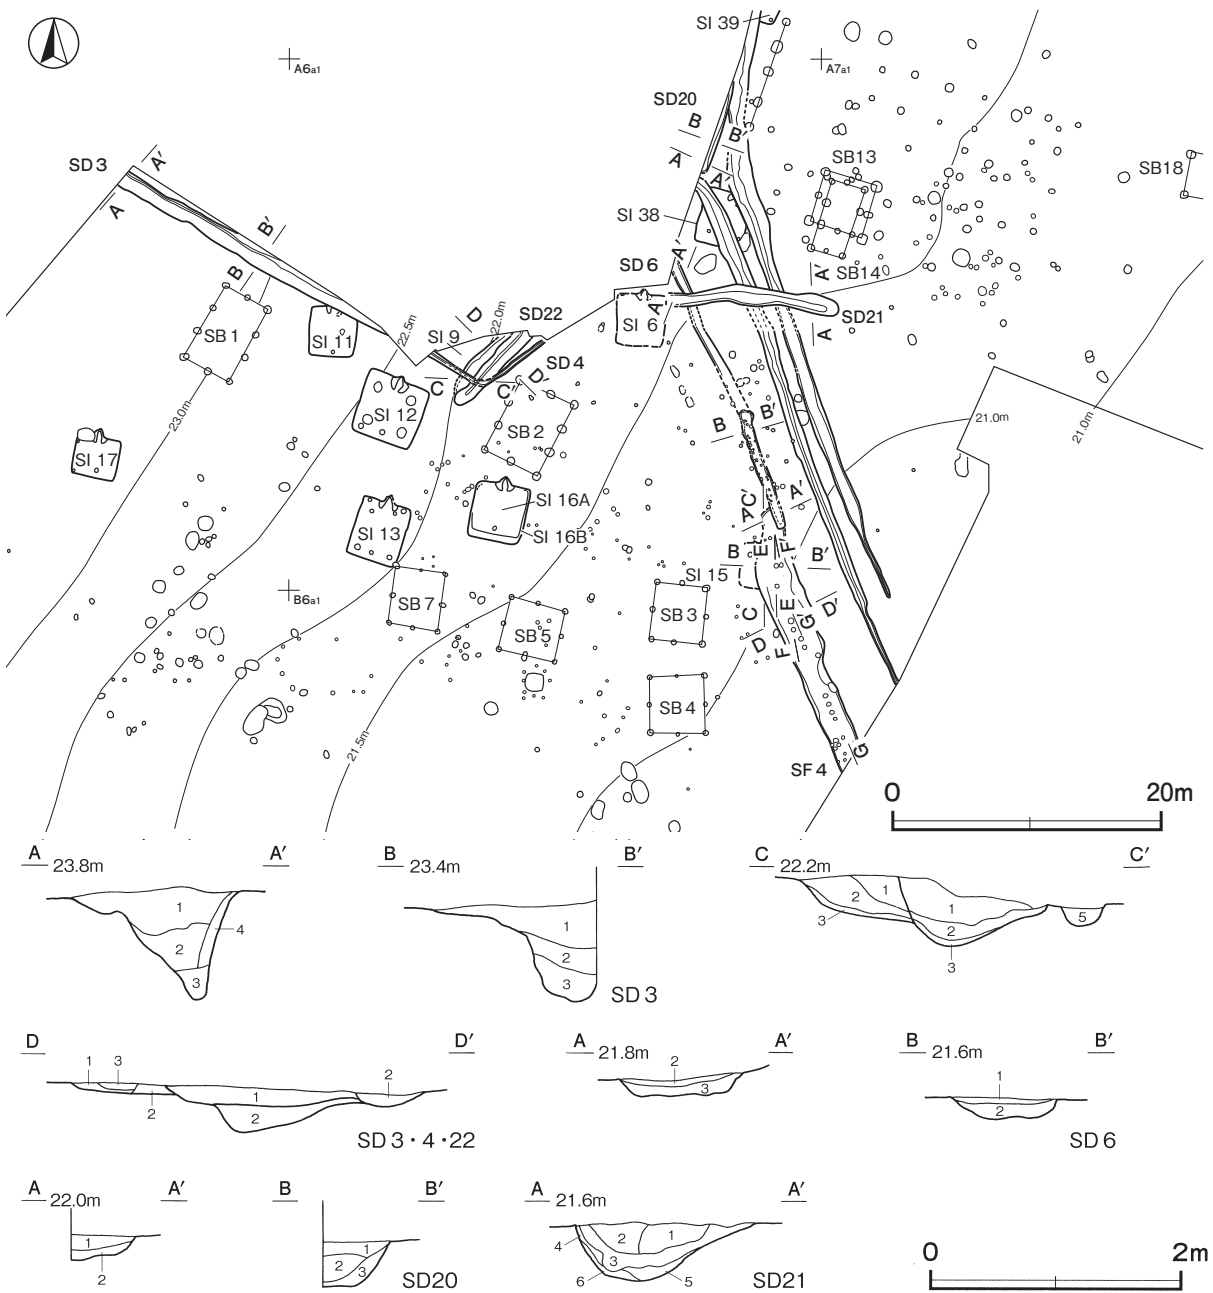 SI 39
A6a1
A7a1
SD20
B
B′
A
A′
SD 3
A′
A
SB13
SB18
SI 38
B′
B
A′
SD 6
A′
SB14
A
SI 6
SD21
A
SB 1
SI 11
22.5m
SI 9
D
22.0m
SD22
SD 4
C
C′
D′
SI 12
SB 2
23.0m
21.0m
21.0m
B
B′
SI 17
SI 16A
SI 16B
SI 13
A
C′
A′
E′
F′
B
B′
SI 15
B6a1
SB 7
SB 5
SB 3
C
E
G′
D′
D
F
SB 4
21.5m
G
SF 4
0
20m
A 23.8m
A′
1
2
3
4
B 23.4m
B′
1
2
3
SD 3
C 22.2m
C′
1
2
3
1
2
3
5
D
D′
1
3
2
1
2
2
SD 3・4・22
A 21.8m
A′
2
3
B 21.6m
B′
1
2
SD 6
A 22.0m
A′
1
2
B
B′
1
2
3
SD20
A 21.6m
A′
1
2
3
4
5
6
SD21
0
2m